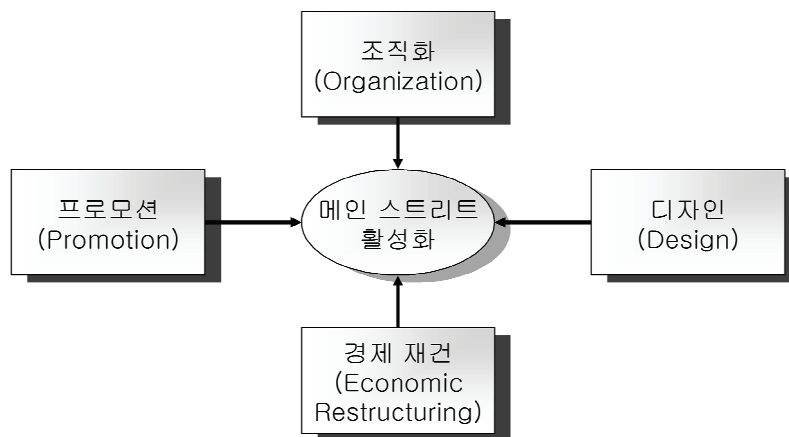 조직화
(Organization)
프로모션
(Promotion)
메인 스트리트
활성화
디자인
(Design)
경제 재건
(Economic
Restructuring)